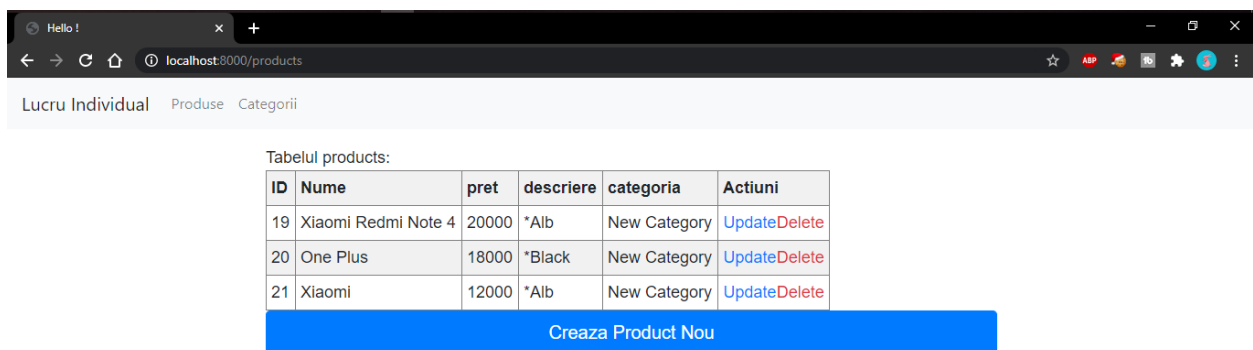 Hello !
localhost:8000/products
ABP
Lucru Individual Produse Categorii
Tabelul products:
ID Nume pret descriere categoria Actiuni
19 Xiaomi Redmi Note 4 20000 *Alb New Category UpdateDelete
20 One Plus 18000 *Black New Category UpdateDelete
21 Xiaomi 12000 *Alb New Category UpdateDelete
Creaza Product Nou